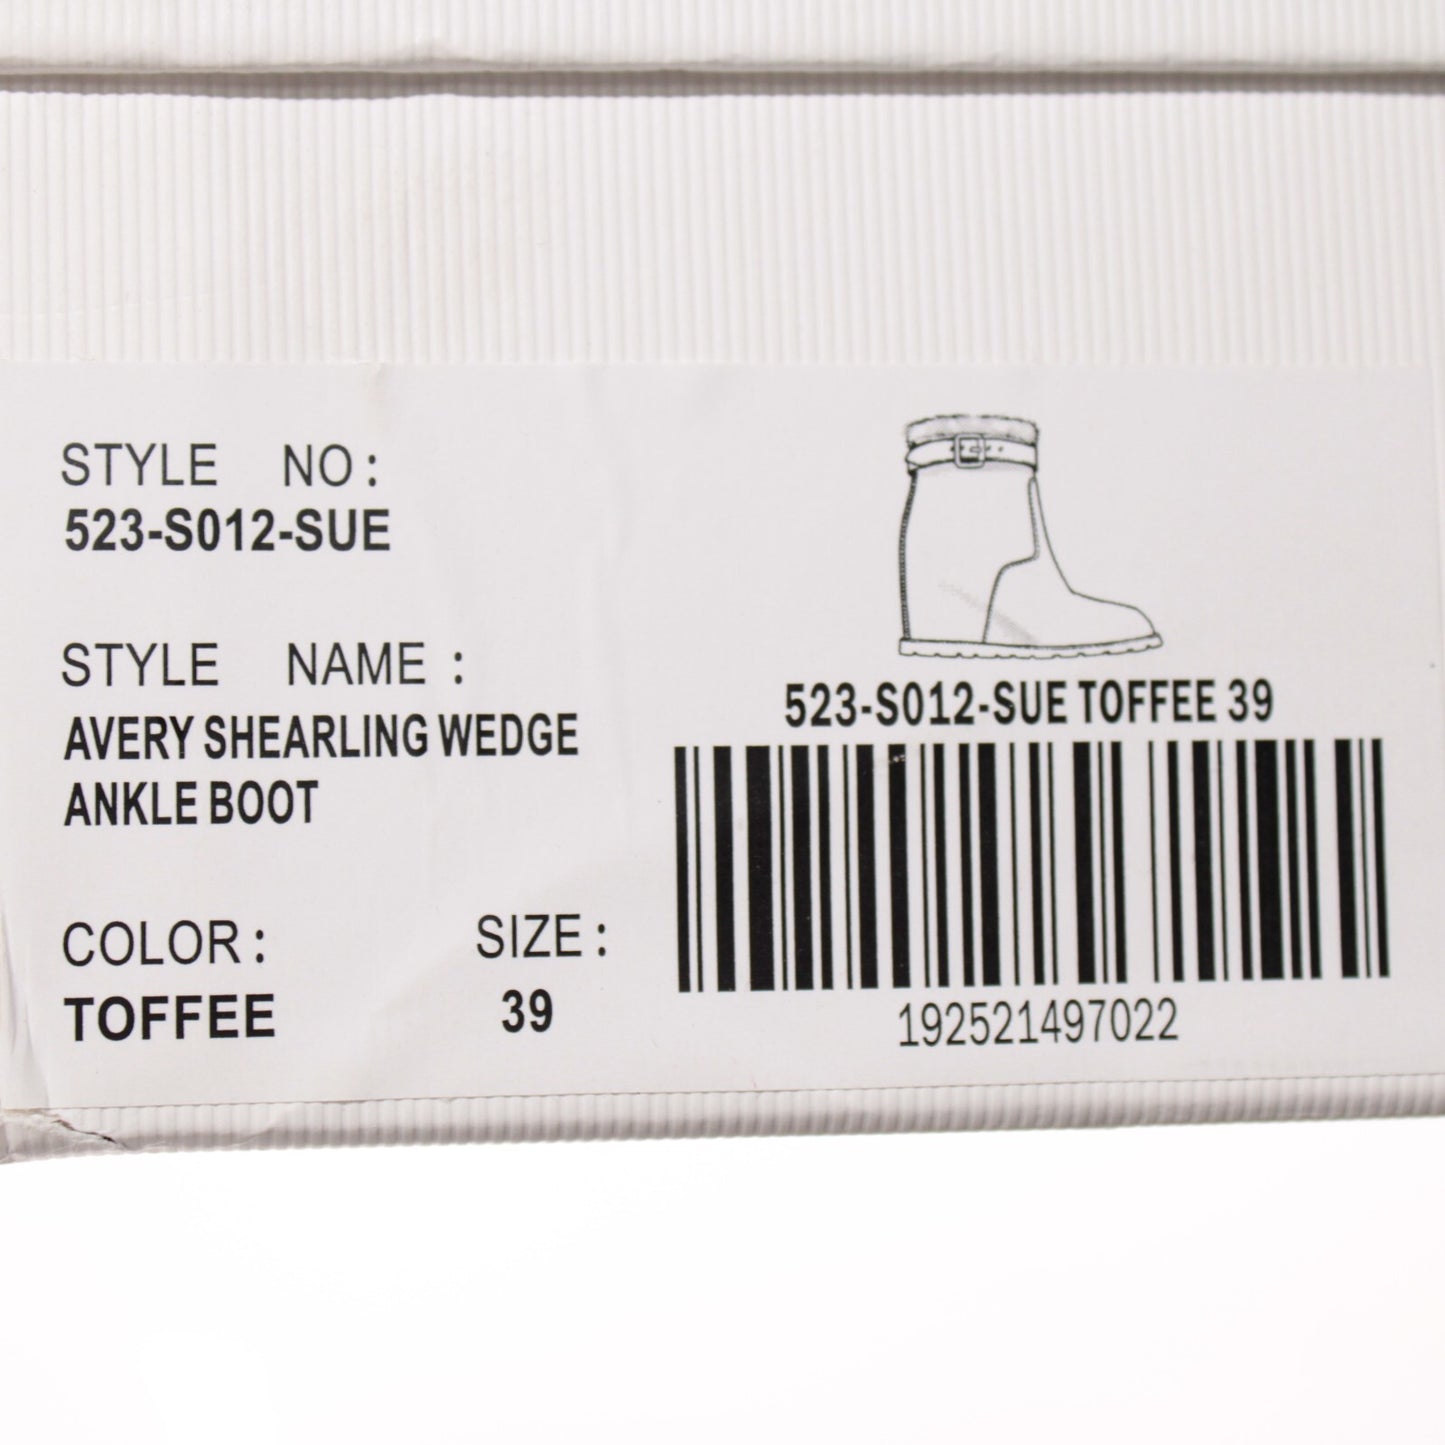 STYLE NO:
523-S012-SUE
STYLE NAME :
AVERY SHEARLING WEDGE
ANKLE BOOT
COLOR: SIZE:
TOFFEE 39
523-S012-SUE TOFFEE 39
192521497022